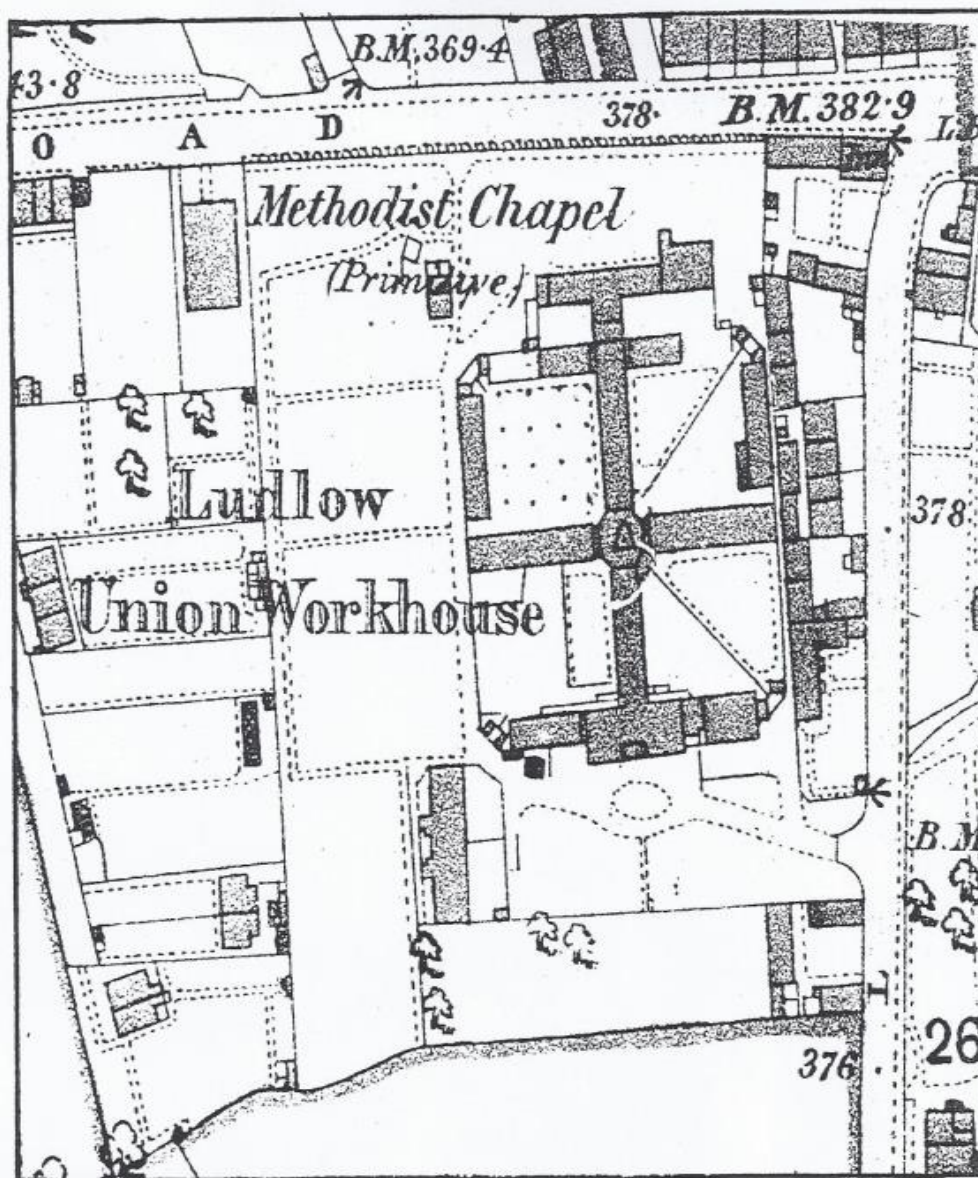 B.M. 369·4
43·8
378·
B.M. 382·9
O A D
L
Methodist Chapel
(Primitive)
Ludlow
378·
Union Workhouse
B.M
L
26
376